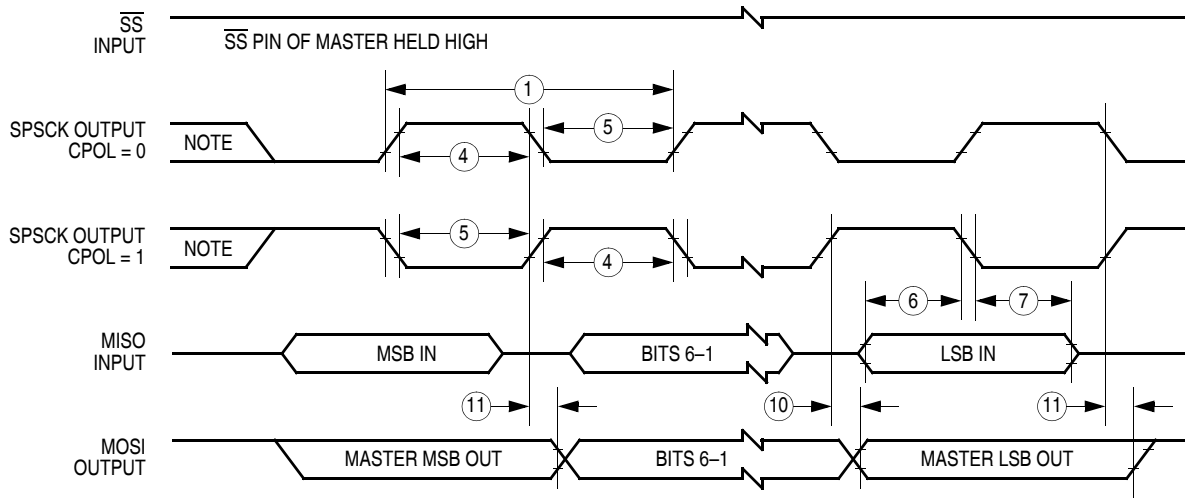 SS
INPUT
SS PIN OF MASTER HELD HIGH
1
SPSCK OUTPUT
CPOL = 0
NOTE
5
4
SPSCK OUTPUT
CPOL = 1
NOTE
5
4
6
7
MISO
INPUT
MSB IN
BITS 6–1
LSB IN
11
10
11
MOSI
OUTPUT
MASTER MSB OUT
BITS 6–1
MASTER LSB OUT